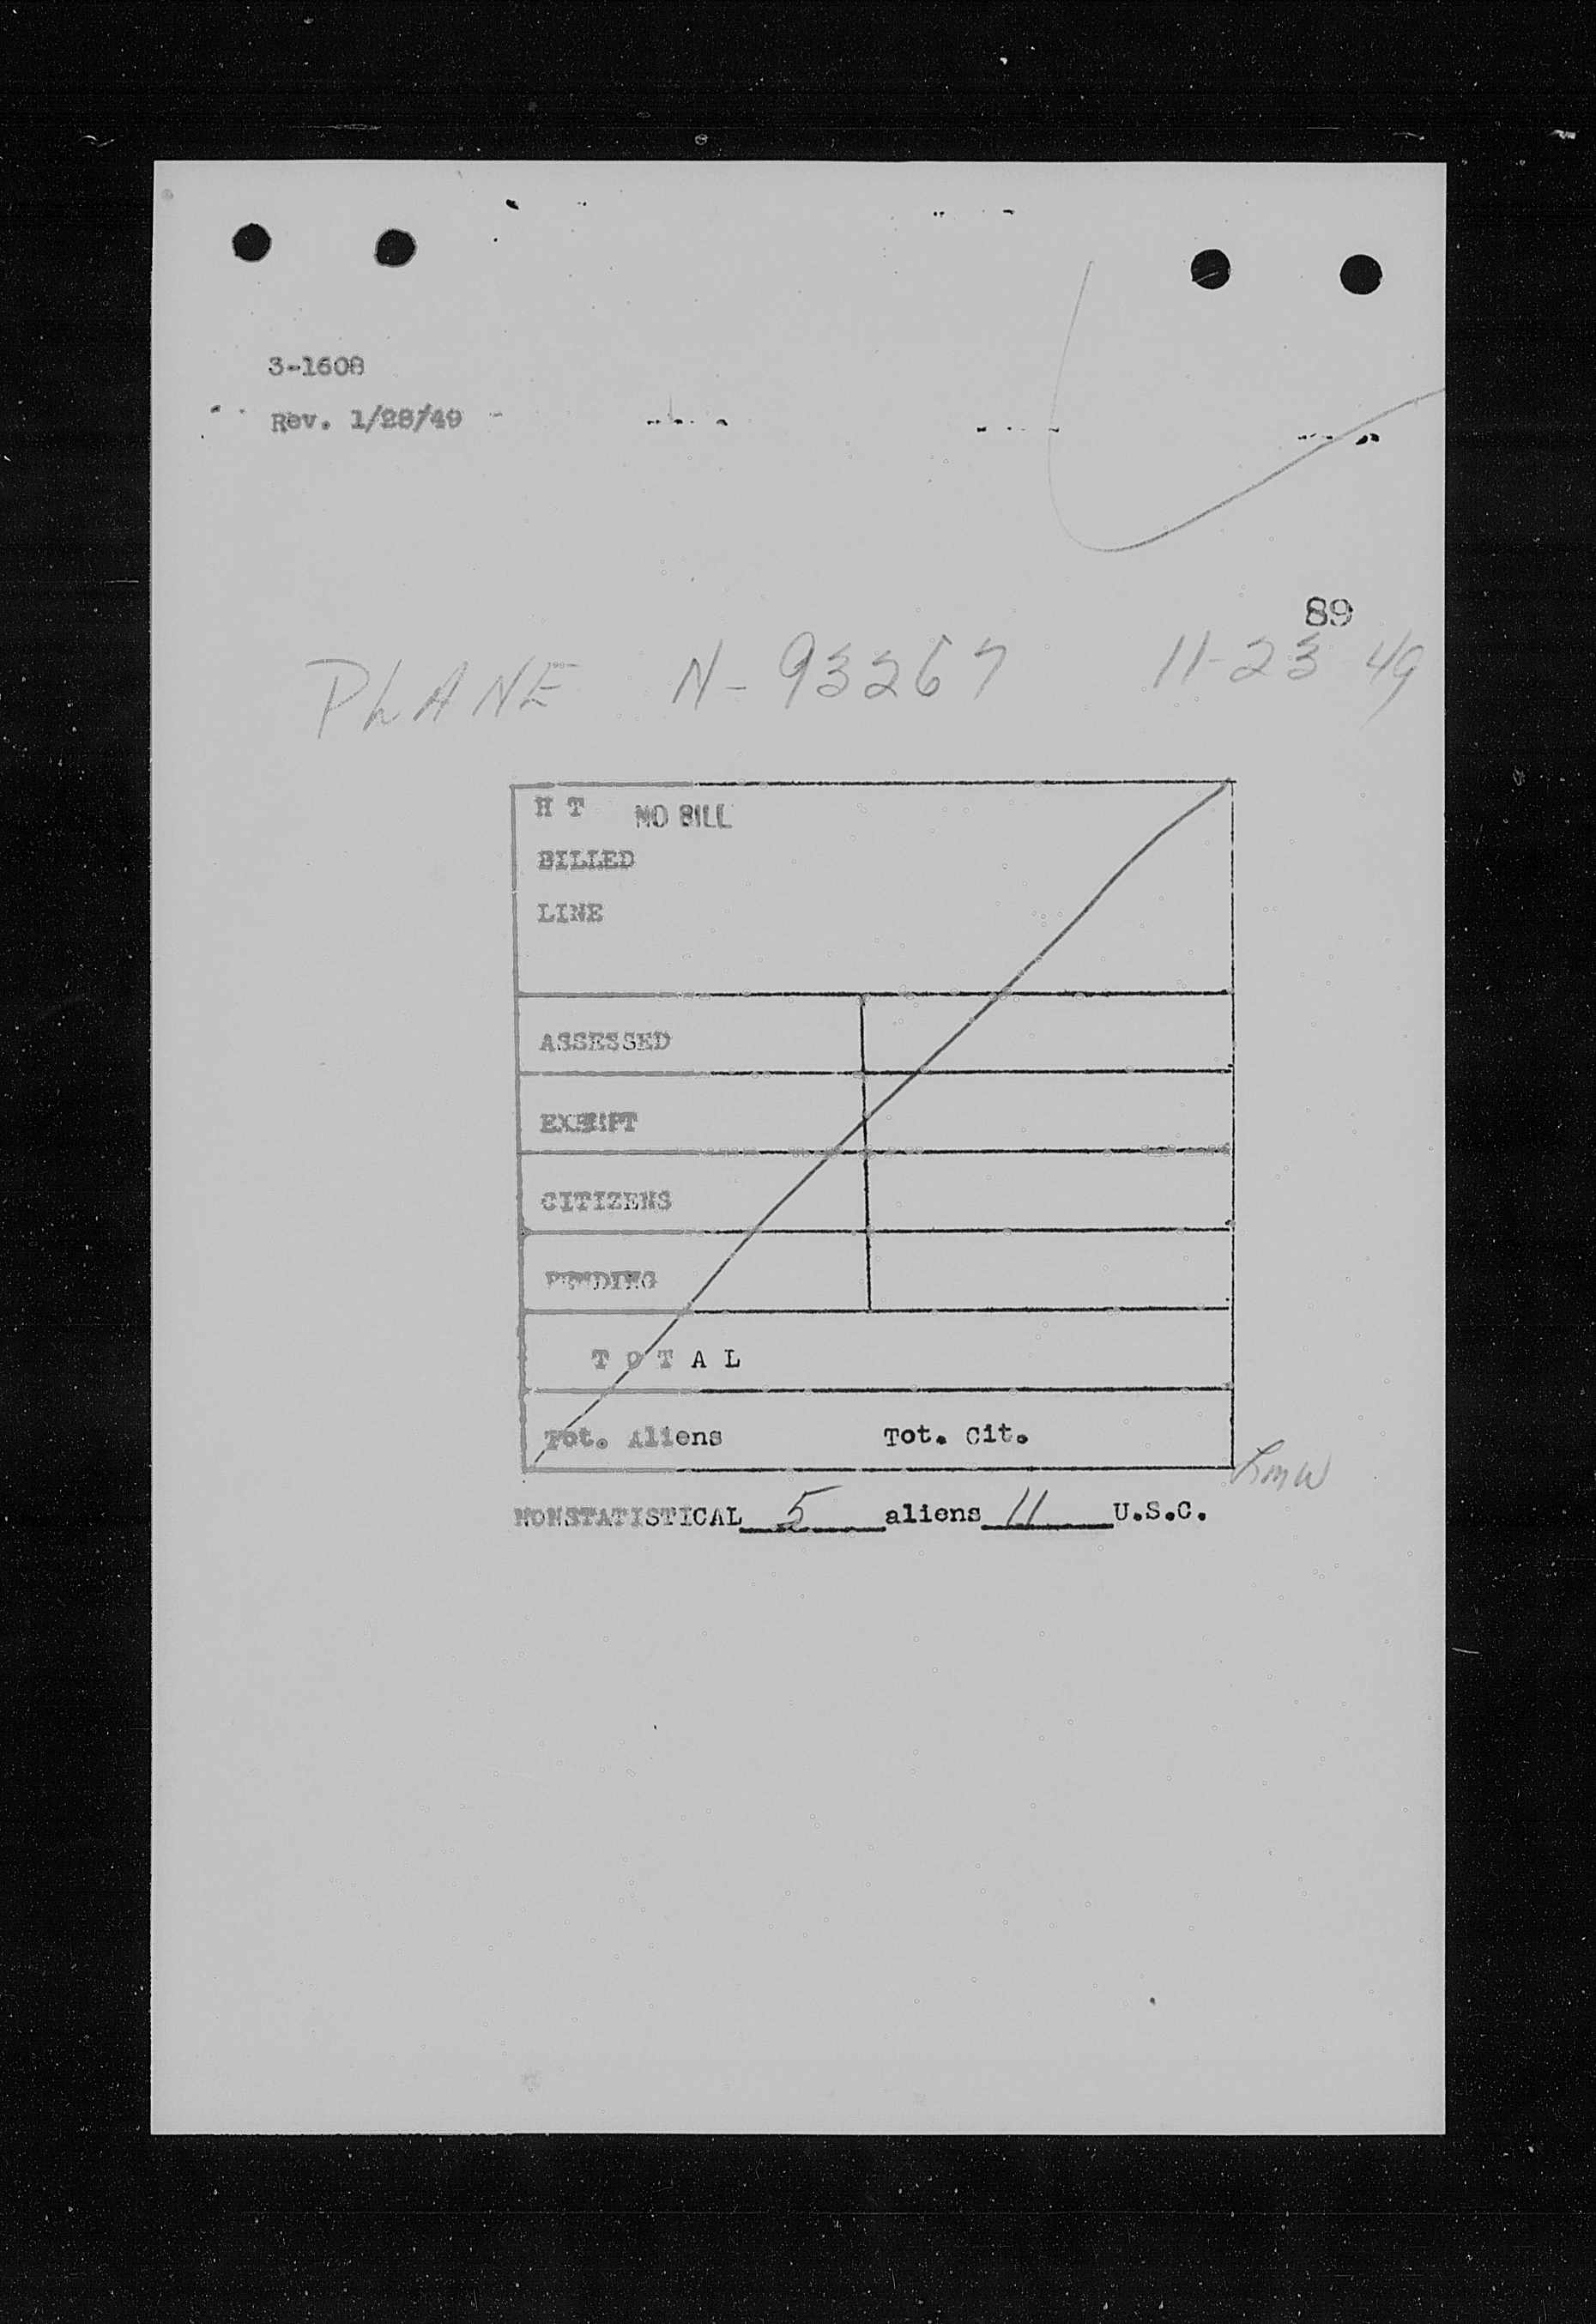 3-1608
Rev. 1/28/49
89
PLANE N-93267 11-23 49
H T NO BILL
BILLED
LINE
ASSESSED
EXEMPT
CITIZENS
PENDING
T O T A L
Tot. Aliens Tot. Cit.
LMW
NONSTATISTICAL 5 aliens 11 U.S.C.